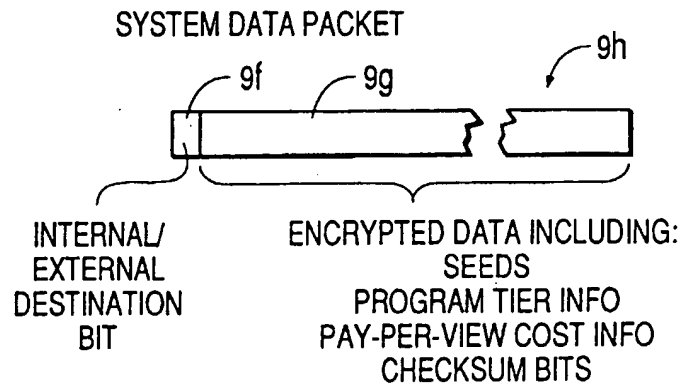 SYSTEM DATA PACKET
9f
9g
9h
INTERNAL/
EXTERNAL
DESTINATION
BIT
ENCRYPTED DATA INCLUDING:
SEEDS
PROGRAM TIER INFO
PAY-PER-VIEW COST INFO
CHECKSUM BITS